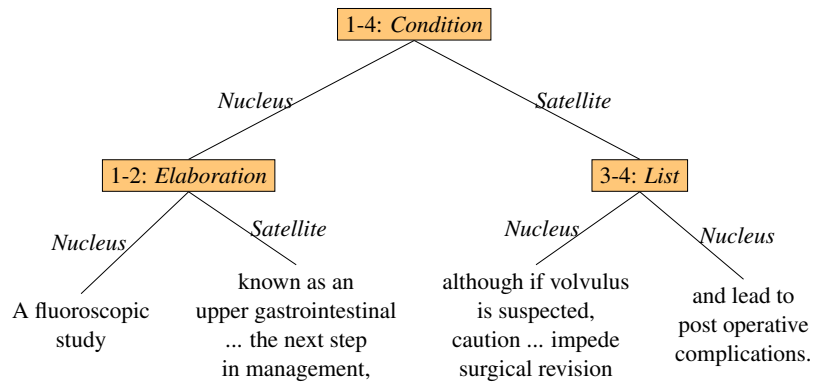 1-4: Condition
Nucleus
Satellite
1-2: Elaboration
3-4: List
Nucleus
Satellite
Nucleus
Nucleus
A fluoroscopic
study
known as an
upper gastrointestinal
... the next step
in management,
although if volvulus
is suspected,
caution ... impede
surgical revision
and lead to
post operative
complications.